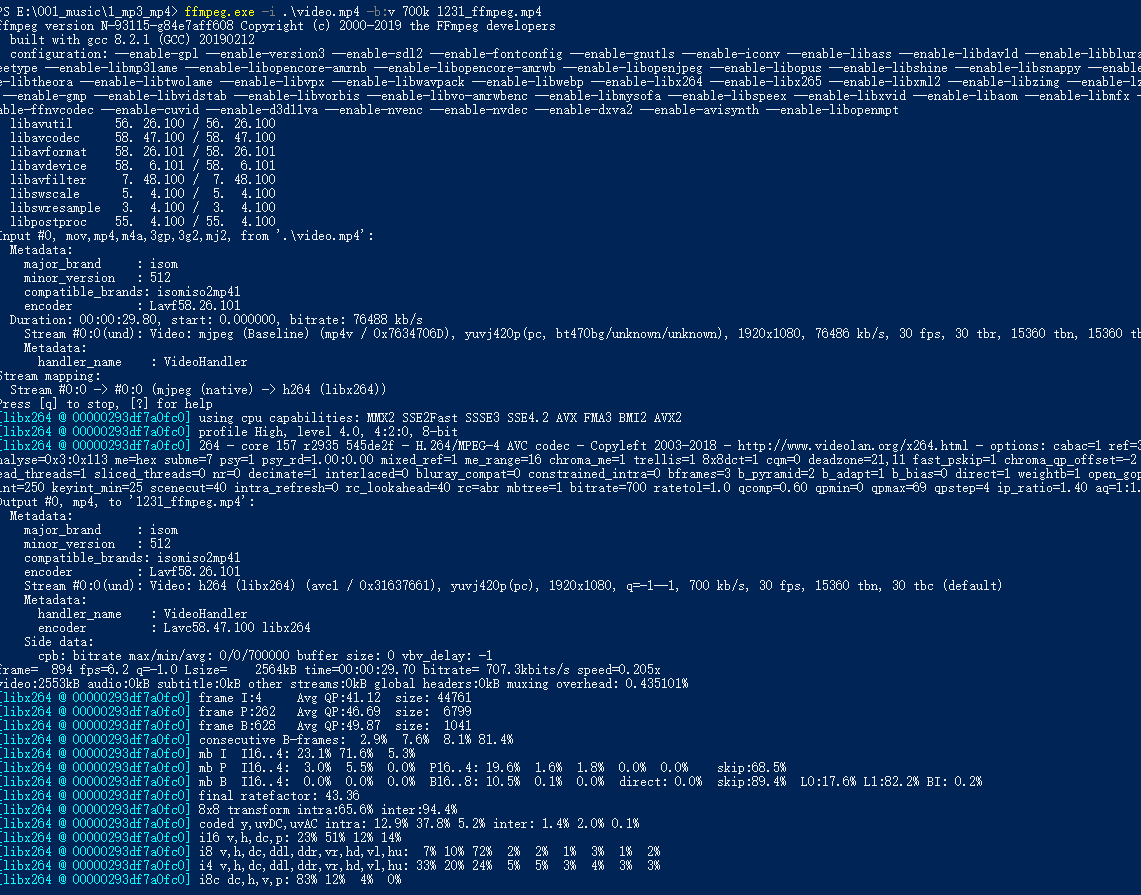 PS E:\001_music\1_mp3_mp4> ffmpeg.exe -i .\video.mp4 -b:v 700k 1231_ffmpeg.mp4
ffmpeg version N-93115-g84e7aff608 Copyright (c) 2000-2019 the FFmpeg developers
built with gcc 8.2.1 (GCC) 20190212
configuration: --enable-gpl --enable-version3 --enable-sdl2 --enable-fontconfig --enable-gnutls --enable-iconv --enable-libass --enable-libdav1d --enable-libblura
eetype --enable-libmp3lame --enable-libopencore-amrnb --enable-libopencore-amrwb --enable-libopenjpeg --enable-libopus --enable-libshine --enable-libsnappy --enable
e-libtheora --enable-libtwolame --enable-libvpx --enable-libwavpack --enable-libwebp --enable-libx264 --enable-libx265 --enable-libxml2 --enable-libzimg --enable-lz
--enable-gmp --enable-libvidstab --enable-libvorbis --enable-libvo-amrwbenc --enable-libmysofa --enable-libspeex --enable-libxvid --enable-libaom --enable-libmfx -
enable-ffnvcodec --enable-cuvid --enable-d3d11va --enable-nvenc --enable-nvdec --enable-dxva2 --enable-avisynth --enable-libopenmpt
libavutil 56. 26.100 / 56. 26.100
libavcodec 58. 47.100 / 58. 47.100
libavformat 58. 26.101 / 58. 26.101
libavdevice 58. 6.101 / 58. 6.101
libavfilter 7. 48.100 / 7. 48.100
libswscale 5. 4.100 / 5. 4.100
libswresample 3. 4.100 / 3. 4.100
libpostproc 55. 4.100 / 55. 4.100
Input #0, mov,mp4,m4a,3gp,3g2,mj2, from '.\video.mp4':
Metadata:
major_brand : isom
minor_version : 512
compatible_brands: isomiso2mp41
encoder : Lavf58.26.101
Duration: 00:00:29.80, start: 0.000000, bitrate: 76488 kb/s
Stream #0:0(und): Video: mjpeg (Baseline) (mp4v / 0x7634706D), yuvj420p(pc, bt470bg/unknown/unknown), 1920x1080, 76486 kb/s, 30 fps, 30 tbr, 15360 tbn, 15360 tb
Metadata:
handler_name : VideoHandler
Stream mapping:
Stream #0:0 -> #0:0 (mjpeg (native) -> h264 (libx264))
Press [q] to stop, [?] for help
[libx264 @ 00000293df7a0fc0] using cpu capabilities: MMX2 SSE2Fast SSSE3 SSE4.2 AVX FMA3 BMI2 AVX2
[libx264 @ 00000293df7a0fc0] profile High, level 4.0, 4:2:0, 8-bit
[libx264 @ 00000293df7a0fc0] 264 - core 157 r2935 545de2f - H.264/MPEG-4 AVC codec - Copyleft 2003-2018 - http://www.videolan.org/x264.html - options: cabac=1 ref=3
nalyse=0x3:0x113 me=hex subme=7 psy=1 psy_rd=1.00:0.00 mixed_ref=1 me_range=16 chroma_me=1 trellis=1 8x8dct=1 cqm=0 deadzone=21,11 fast_pskip=1 chroma_qp_offset=-2
ead_threads=1 sliced_threads=0 nr=0 decimate=1 interlaced=0 bluray_compat=0 constrained_intra=0 bframes=3 b_pyramid=2 b_adapt=1 b_bias=0 direct=1 weightb=1 open_gop
int=250 keyint_min=25 scenecut=40 intra_refresh=0 rc_lookahead=40 rc=abr mbtree=1 bitrate=700 ratetol=1.0 qcomp=0.60 qpmin=0 qpmax=69 qpstep=4 ip_ratio=1.40 aq=1:1.
Output #0, mp4, to '1231_ffmpeg.mp4':
Metadata:
major_brand : isom
minor_version : 512
compatible_brands: isomiso2mp41
encoder : Lavf58.26.101
Stream #0:0(und): Video: h264 (libx264) (avc1 / 0x31637661), yuvj420p(pc), 1920x1080, q=-1--1, 700 kb/s, 30 fps, 15360 tbn, 30 tbc (default)
Metadata:
handler_name : VideoHandler
encoder : Lavc58.47.100 libx264
Side data:
cpb: bitrate max/min/avg: 0/0/700000 buffer size: 0 vbv_delay: -1
frame= 894 fps=6.2 q=-1.0 Lsize= 2564kB time=00:00:29.70 bitrate= 707.3kbits/s speed=0.205x
video:2553kB audio:0kB subtitle:0kB other streams:0kB global headers:0kB muxing overhead: 0.435101%
[libx264 @ 00000293df7a0fc0] frame I:4 Avg QP:41.12 size: 44761
[libx264 @ 00000293df7a0fc0] frame P:262 Avg QP:46.69 size: 6799
[libx264 @ 00000293df7a0fc0] frame B:628 Avg QP:49.87 size: 1041
[libx264 @ 00000293df7a0fc0] consecutive B-frames: 2.9% 7.6% 8.1% 81.4%
[libx264 @ 00000293df7a0fc0] mb I I16..4: 23.1% 71.6% 5.3%
[libx264 @ 00000293df7a0fc0] mb P I16..4: 3.0% 5.5% 0.0% P16..4: 19.6% 1.6% 1.8% 0.0% 0.0% skip:68.5%
[libx264 @ 00000293df7a0fc0] mb B I16..4: 0.0% 0.0% 0.0% B16..8: 10.5% 0.1% 0.0% direct: 0.0% skip:89.4% L0:17.6% L1:82.2% BI: 0.2%
[libx264 @ 00000293df7a0fc0] final ratefactor: 43.36
[libx264 @ 00000293df7a0fc0] 8x8 transform intra:65.6% inter:94.4%
[libx264 @ 00000293df7a0fc0] coded y,uvDC,uvAC intra: 12.9% 37.8% 5.2% inter: 1.4% 2.0% 0.1%
[libx264 @ 00000293df7a0fc0] i16 v,h,dc,p: 23% 51% 12% 14%
[libx264 @ 00000293df7a0fc0] i8 v,h,dc,ddl,ddr,vr,hd,vl,hu: 7% 10% 72% 2% 2% 1% 3% 1% 2%
[libx264 @ 00000293df7a0fc0] i4 v,h,dc,ddl,ddr,vr,hd,vl,hu: 33% 20% 24% 5% 5% 3% 4% 3% 3%
[libx264 @ 00000293df7a0fc0] i8c dc,h,v,p: 83% 12% 4% 0%